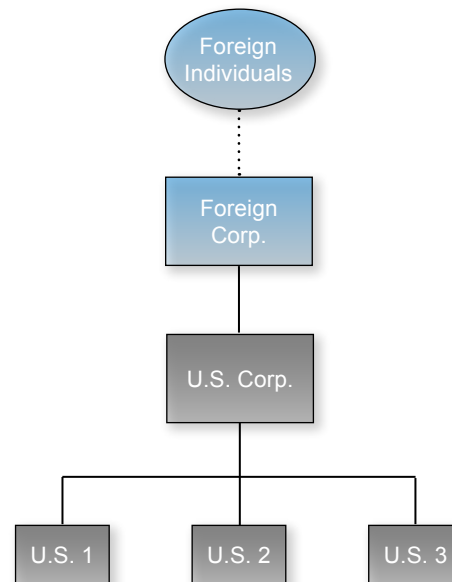 Foreign
Individuals
Foreign
Corp.
U.S. Corp.
U.S. 1
U.S. 2
U.S. 3